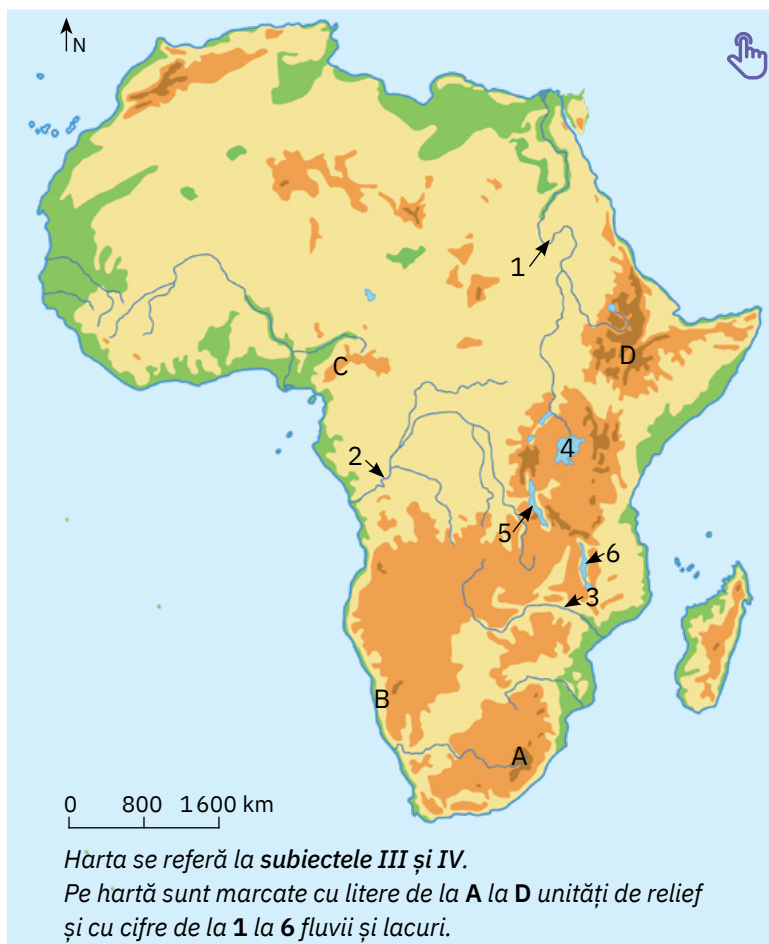 N
1
D
C
4
2
5
6
3
B
A
0 800 1600 km
Harta se referă la subiectele III și IV.
Pe hartă sunt marcate cu litere de la A la D unități de relief
și cu cifre de la 1 la 6 fluvii și lacuri.